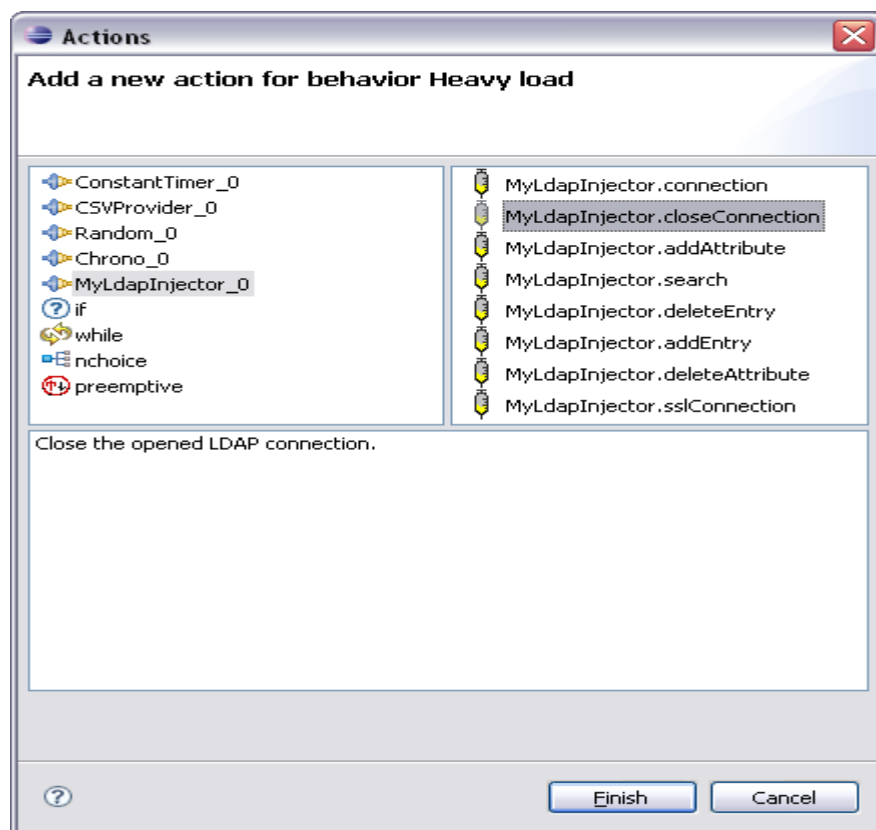 Actions
Add a new action for behavior Heavy load
ConstantTimer_0
CSVProvider_0
Random_0
Chrono_0
MyLdapInjector_0
if
while
nchoice
preemptive
MyLdapInjector.connection
MyLdapInjector.closeConnection
MyLdapInjector.addAttribute
MyLdapInjector.search
MyLdapInjector.deleteEntry
MyLdapInjector.addEntry
MyLdapInjector.deleteAttribute
MyLdapInjector.sslConnection
Close the opened LDAP connection.
Finish
Cancel